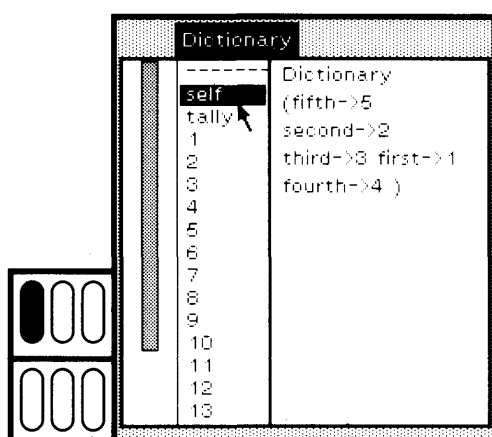 Dictionary
----------
self
tally
1
2
3
4
5
6
7
8
9
10
11
12
13
Dictionary
(fifth->5
second->2
third->3 first->1
fourth->4 )